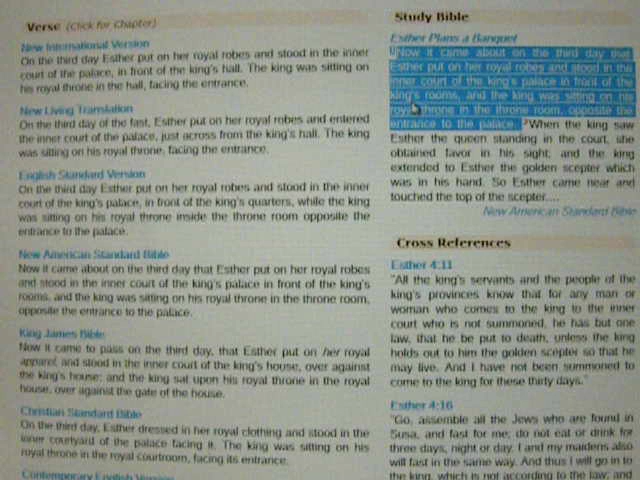 Verse (Click for Chapter)
New International Version
On the third day Esther put on her royal robes and stood in the inner
court of the palace, in front of the king's hall. The king was sitting on
his royal throne in the hall, facing the entrance.
New Living Translation
On the third day of the fast, Esther put on her royal robes and entered
the inner court of the palace, just across from the king's hall. The king
was sitting on his royal throne, facing the entrance.
English Standard Version
On the third day Esther put on her royal robes and stood in the inner
court of the king's palace, in front of the king's quarters, while the king
was sitting on his royal throne inside the throne room opposite the
entrance to the palace.
New American Standard Bible
Now it came about on the third day that Esther put on her royal robes
and stood in the inner court of the king's palace in front of the king's
rooms, and the king was sitting on his royal throne in the throne room,
opposite the entrance to the palace.
King James Bible
Now it came to pass on the third day, that Esther put on her royal
apparel, and stood in the inner court of the king's house, over against
the king's house: and the king sat upon his royal throne in the royal
house, over against the gate of the house.
Christian Standard Bible
On the third day, Esther dressed in her royal clothing and stood in the
inner courtyard of the palace facing it. The king was sitting on his
royal throne in the royal courtroom, facing its entrance.
Contemporary English Version
Study Bible
Esther Plans a Banquet
1Now it came about on the third day that
Esther put on her royal robes and stood in the
inner court of the king's palace in front of the
king's rooms, and the king was sitting on his
royal throne in the throne room, opposite the
entrance to the palace. 2When the king saw
Esther the queen standing in the court, she
obtained favor in his sight; and the king
extended to Esther the golden scepter which
was in his hand. So Esther came near and
touched the top of the scepter....
New American Standard Bible
Cross References
Esther 4:11
"All the king's servants and the people of the
king's provinces know that for any man or
woman who comes to the king to the inner
court who is not summoned, he has but one
law, that he be put to death, unless the king
holds out to him the golden scepter so that he
may live. And I have not been summoned to
come to the king for these thirty days."
Esther 4:16
"Go, assemble all the Jews who are found in
Susa, and fast for me; do not eat or drink for
three days, night or day. I and my maidens also
will fast in the same way. And thus I will go in to
the king, which is not according to the law; and